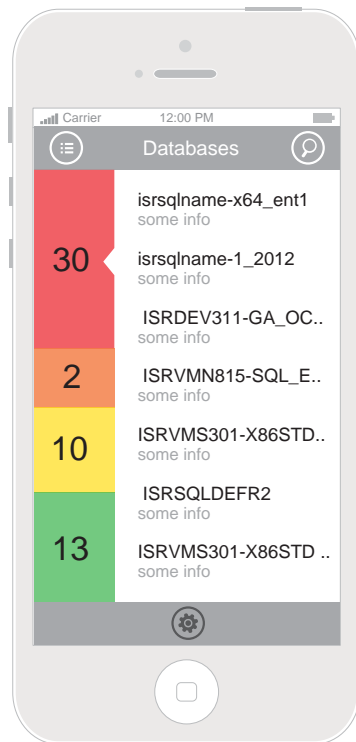 Carrier 12:00 PM
Databases
30
2
10
13
isrsqlname-x64_ent1
some info
isrsqlname-1_2012
some info
ISRDEV311-GA_OC..
some info
ISRVMN815-SQL_E..
some info
ISRVMS301-X86STD..
some info
ISRSQLDEFR2
some info
ISRVMS301-X86STD ..
some info